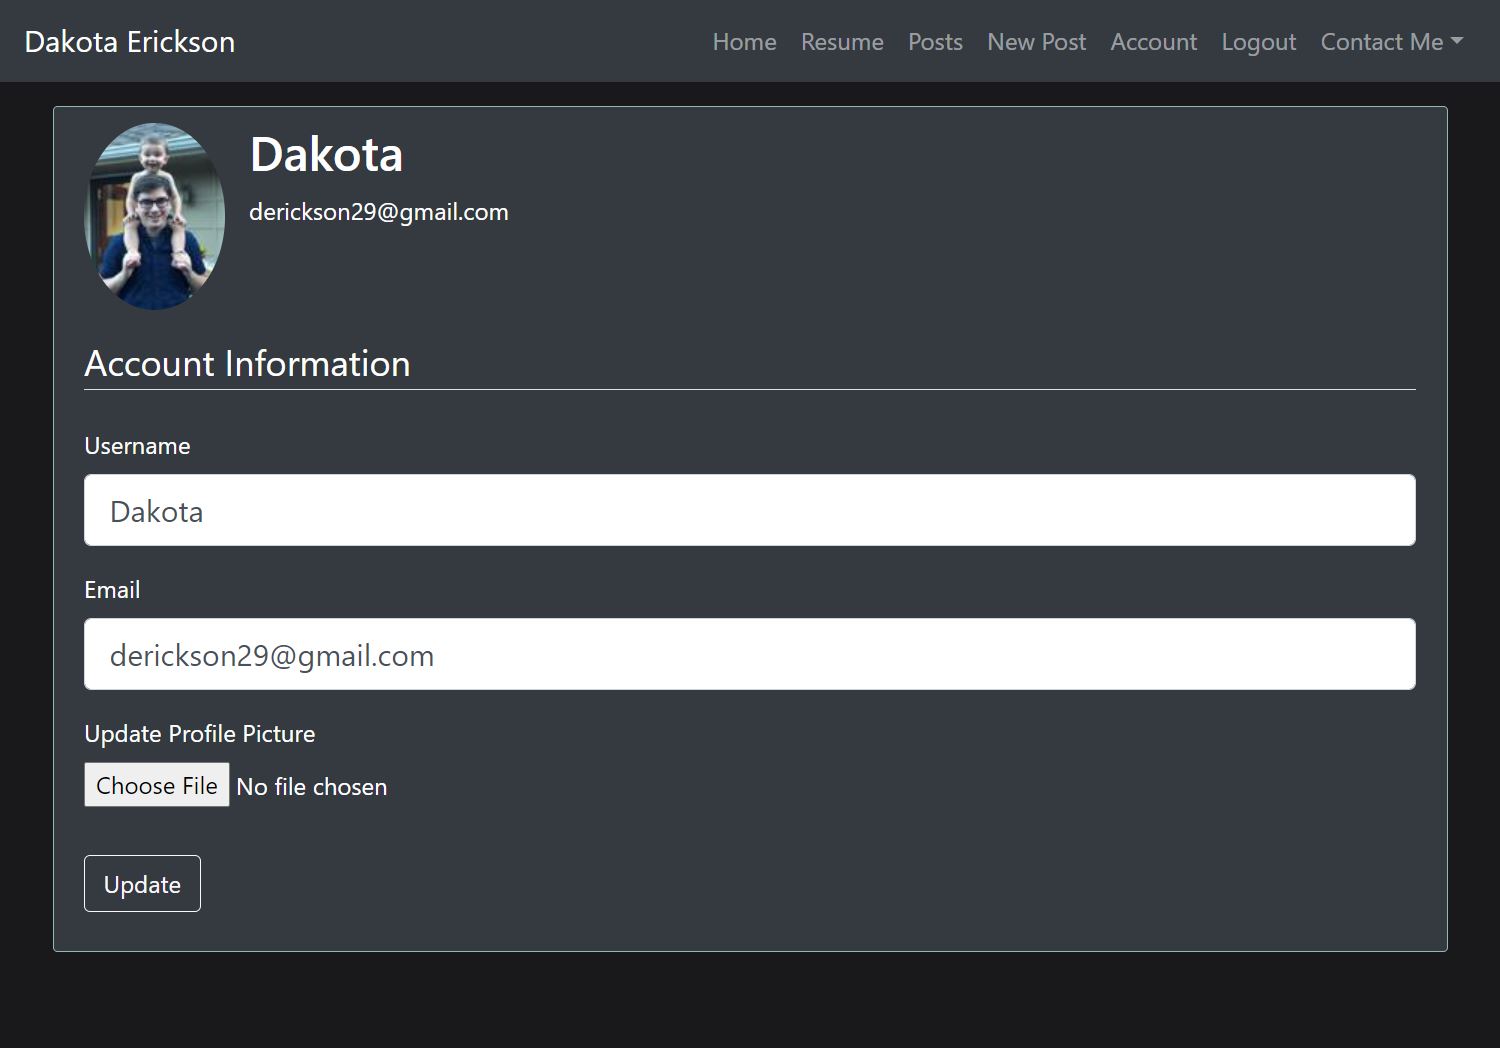 Dakota Erickson
Home Resume Posts New Post Account Logout Contact Me
Dakota
derickson29@gmail.com
Account Information
Username
Dakota
Email
derickson29@gmail.com
Update Profile Picture
Choose File No file chosen
Update